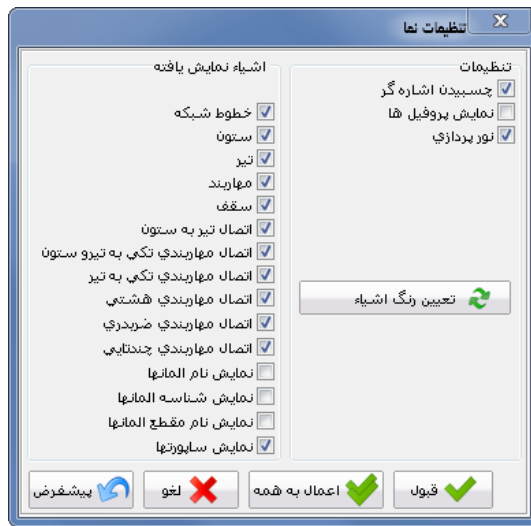 تنظیمات نما
تنظیمات
چسبیدن اشاره گر
نمایش پروفیل ها
نور پردازي
تعیین رنگ اشیاء
اشیاء نمایش یافته
خطوط شبکه
ستون
تیر
مهاربند
سقف
اتصال تیر به ستون
اتصال مهاربندي تکي به تیرو ستون
اتصال مهاربندي تکي به تیر
اتصال مهاربندي هشتي
اتصال مهاربندي ضربدري
اتصال مهاربندي چندتایي
نمایش نام المانها
نمایش شناسه المانها
نمایش نام مقطع المانها
نمایش ساپورتها
قبول
اعمال به همه
لغو
پیشفرض